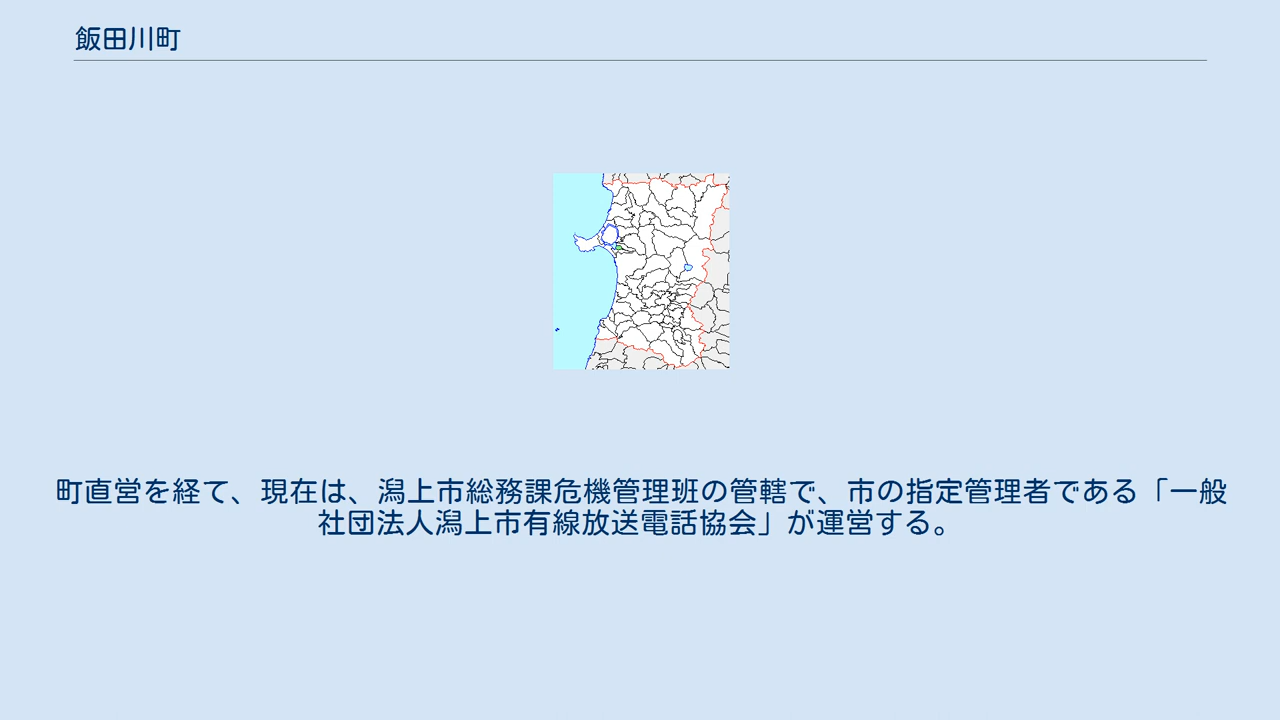 飯田川町
町直営を経て、現在は、潟上市総務課危機管理班の管轄で、市の指定管理者である「一般
社団法人潟上市有線放送電話協会」が運営する。